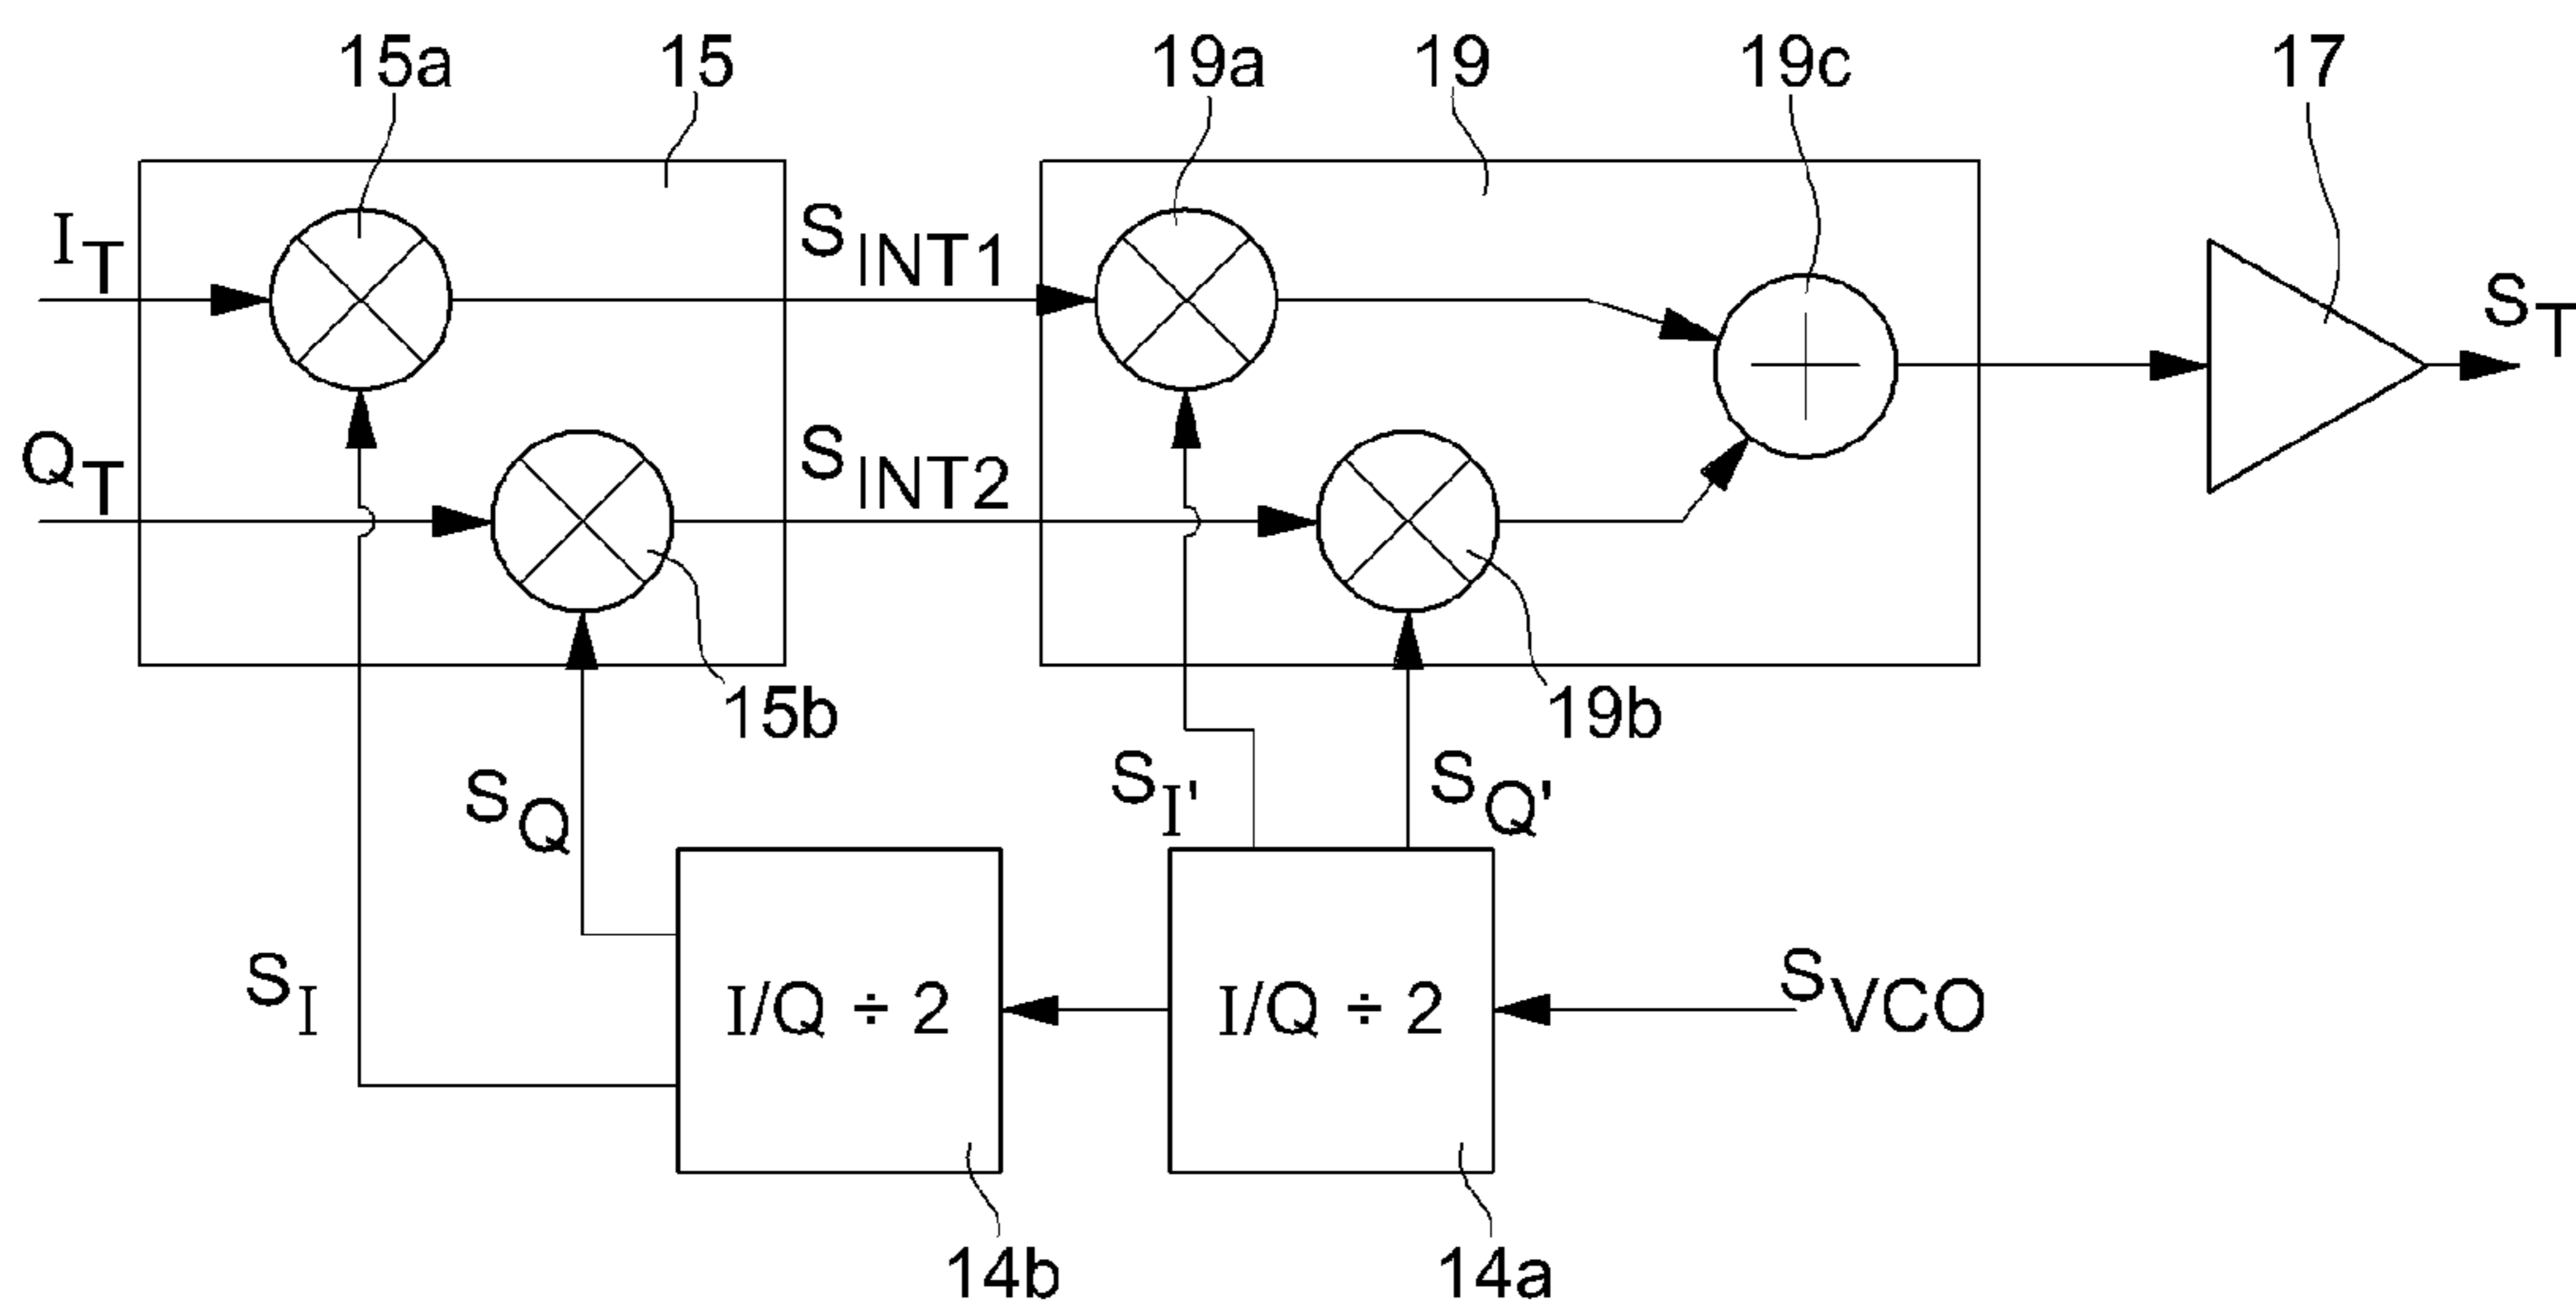 15a 15 19a 19 19c 17
I_T S_INT1 S_T
Q_T S_INT2
15b 19b
S_Q S_I' S_Q'
S_I I/Q ÷ 2 I/Q ÷ 2 S_VCO
14b 14a